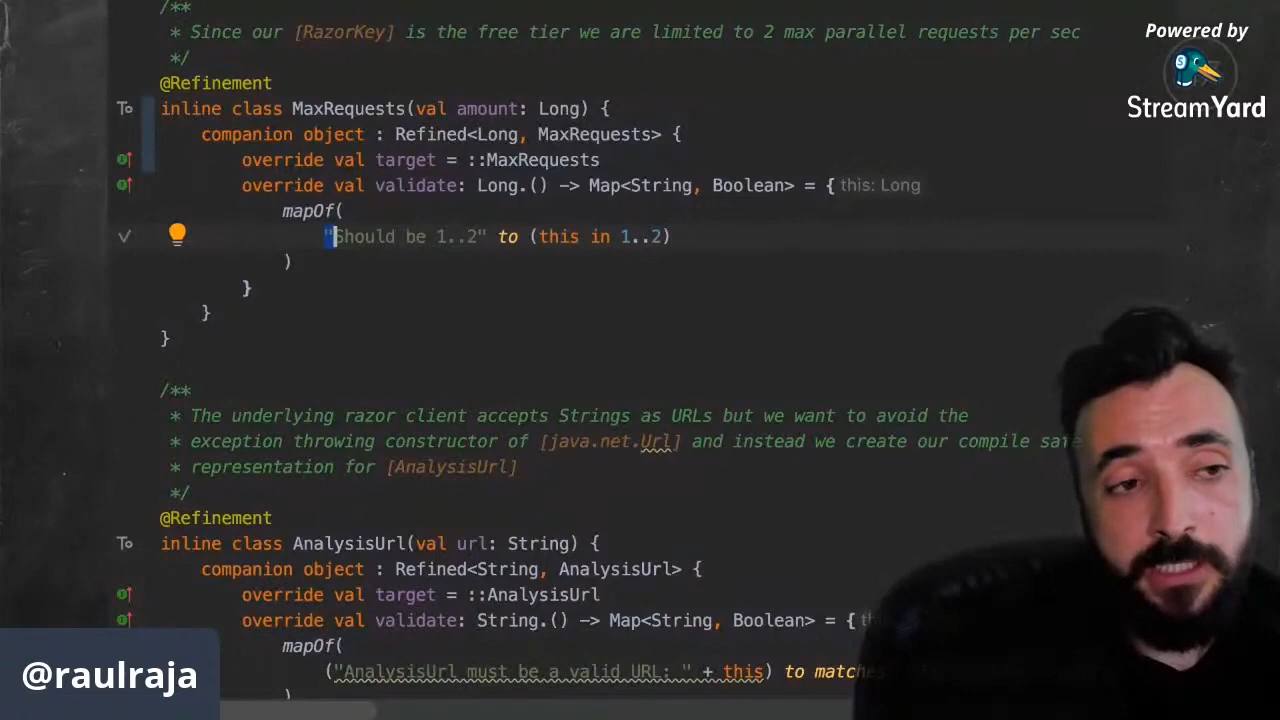 /**
* Since our [RazorKey] is the free tier we are limited to 2 max parallel requests per sec
*/
@Refinement
inline class MaxRequests(val amount: Long) {
companion object : Refined<Long, MaxRequests> {
override val target = ::MaxRequests
override val validate: Long.() -> Map<String, Boolean> = { this: Long
mapOf(
"Should be 1..2" to (this in 1..2)
)
}
}
}
/**
* The underlying razor client accepts Strings as URLs but we want to avoid the
* exception throwing constructor of [java.net.Url] and instead we create our compile safe
* representation for [AnalysisUrl]
*/
@Refinement
inline class AnalysisUrl(val url: String) {
companion object : Refined<String, AnalysisUrl> {
override val target = ::AnalysisUrl
override val validate: String.() -> Map<String, Boolean> = {
mapOf(
("AnalysisUrl must be a valid URL: " + this) to matches
)
Powered by
StreamYard
@raulraja